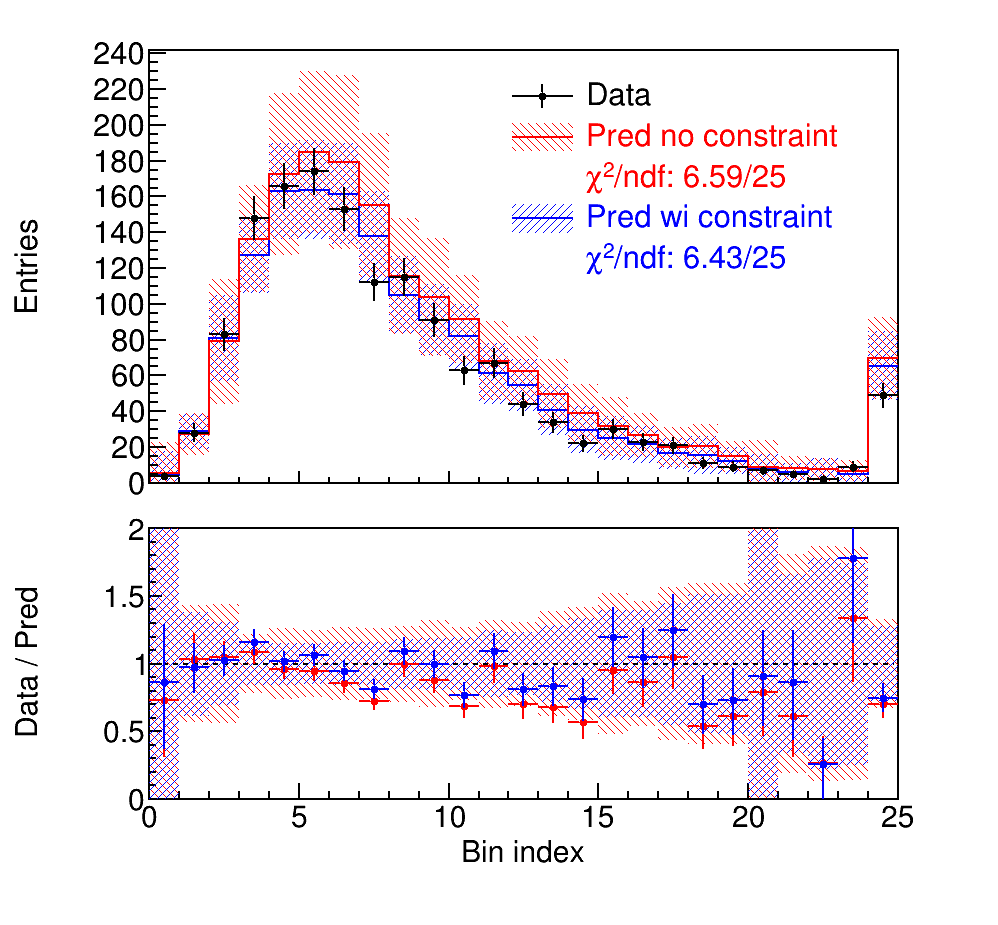 Entries
240
220
200
180
160
140
120
100
80
60
40
20
0
Data
Pred no constraint
χ²/ndf: 6.59/25
Pred wi constraint
χ²/ndf: 6.43/25
Data / Pred
2
1.5
1
0.5
0
0 5 10 15 20 25
Bin index